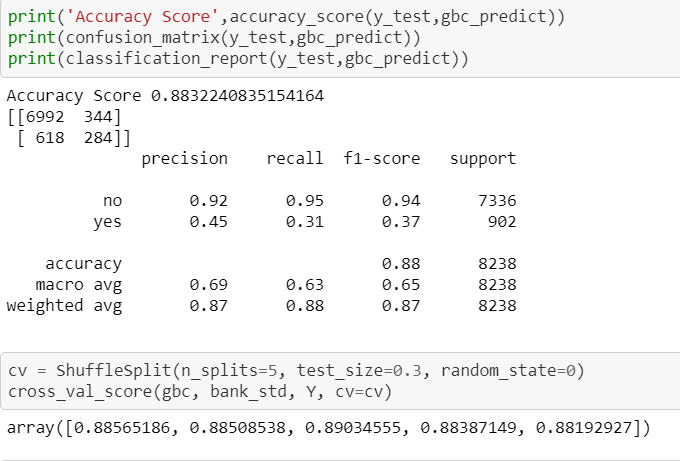 print('Accuracy Score',accuracy_score(y_test,gbc_predict))
print(confusion_matrix(y_test,gbc_predict))
print(classification_report(y_test,gbc_predict))
Accuracy Score 0.8832240835154164
[[6992  344]
 [ 618  284]]
              precision    recall  f1-score   support

          no       0.92      0.95      0.94      7336
         yes       0.45      0.31      0.37       902

    accuracy                           0.88      8238
   macro avg       0.69      0.63      0.65      8238
weighted avg       0.87      0.88      0.87      8238

cv = ShuffleSplit(n_splits=5, test_size=0.3, random_state=0)
cross_val_score(gbc, bank_std, Y, cv=cv)
array([0.88565186, 0.88508538, 0.89034555, 0.88387149, 0.88192927])